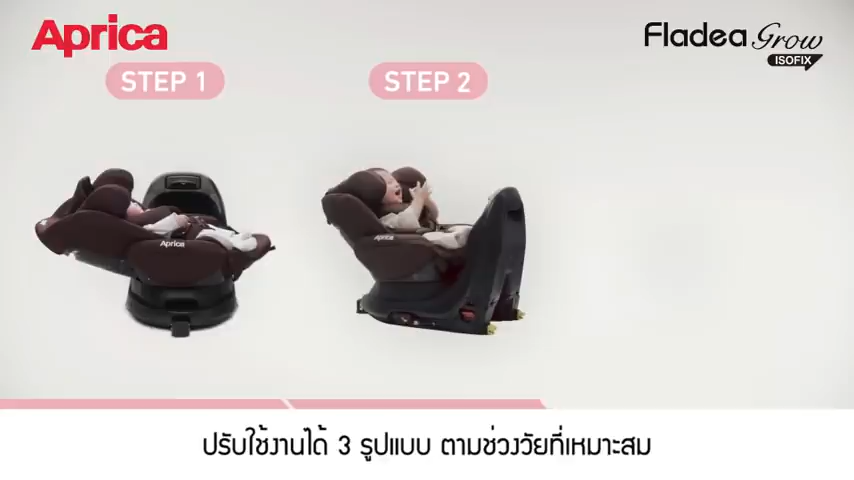 Aprica
Fladea Grow
ISOFIX
STEP 1
STEP 2
Aprica
Aprica
ปรับใช้งานได้ 3 รูปแบบ ตามช่วงวัยที่เหมาะสม